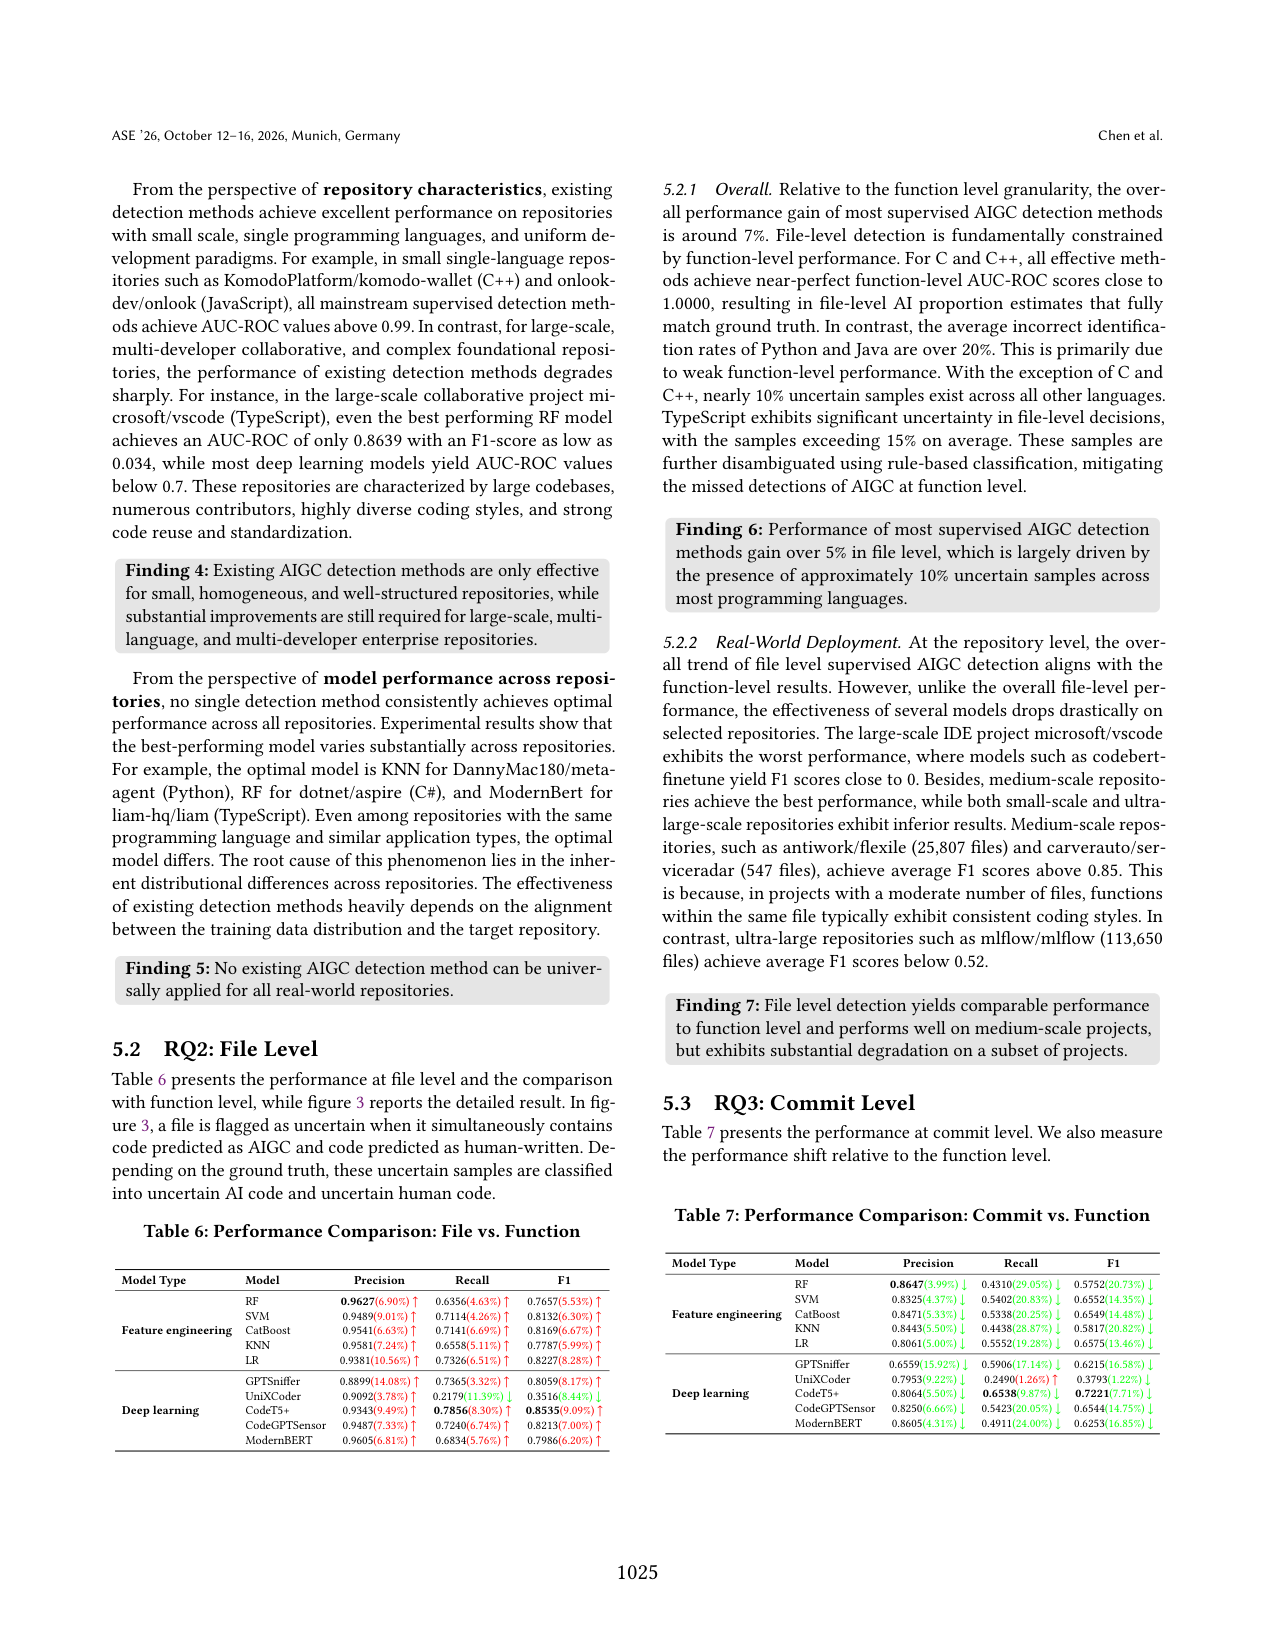 ASE ’26, October 12–16, 2026, Munich, Germany
Chen et al.
From the perspective of repository characteristics, existing
detection methods achieve excellent performance on repositories
with small scale, single programming languages, and uniform de-
velopment paradigms. For example, in small single-language repos-
itories such as KomodoPlatform/komodo-wallet (C++) and onlook-
dev/onlook (JavaScript), all mainstream supervised detection meth-
ods achieve AUC-ROC values above 0.99. In contrast, for large-scale,
multi-developer collaborative, and complex foundational reposi-
tories, the performance of existing detection methods degrades
sharply. For instance, in the large-scale collaborative project mi-
crosoft/vscode (TypeScript), even the best performing RF model
achieves an AUC-ROC of only 0.8639 with an F1-score as low as
0.034, while most deep learning models yield AUC-ROC values
below 0.7. These repositories are characterized by large codebases,
numerous contributors, highly diverse coding styles, and strong
code reuse and standardization.
Finding 4: Existing AIGC detection methods are only effective
for small, homogeneous, and well-structured repositories, while
substantial improvements are still required for large-scale, multi-
language, and multi-developer enterprise repositories.
From the perspective of model performance across reposi-
tories, no single detection method consistently achieves optimal
performance across all repositories. Experimental results show that
the best-performing model varies substantially across repositories.
For example, the optimal model is KNN for DannyMac180/meta-
agent (Python), RF for dotnet/aspire (C#), and ModernBert for
liam-hq/liam (TypeScript). Even among repositories with the same
programming language and similar application types, the optimal
model differs. The root cause of this phenomenon lies in the inher-
ent distributional differences across repositories. The effectiveness
of existing detection methods heavily depends on the alignment
between the training data distribution and the target repository.
Finding 5: No existing AIGC detection method can be univer-
sally applied for all real-world repositories.
5.2 RQ2: File Level
Table 6 presents the performance at file level and the comparison
with function level, while figure 3 reports the detailed result. In fig-
ure 3, a file is flagged as uncertain when it simultaneously contains
code predicted as AIGC and code predicted as human-written. De-
pending on the ground truth, these uncertain samples are classified
into uncertain AI code and uncertain human code.
Table 6: Performance Comparison: File vs. Function
Model Type Model Precision Recall F1
RF 0.9627(6.90%) ↑ 0.6356(4.63%) ↑ 0.7657(5.53%) ↑
SVM 0.9489(9.01%) ↑ 0.7114(4.26%) ↑ 0.8132(6.30%) ↑
Feature engineering CatBoost 0.9541(6.63%) ↑ 0.7141(6.69%) ↑ 0.8169(6.67%) ↑
KNN 0.9581(7.24%) ↑ 0.6558(5.11%) ↑ 0.7787(5.99%) ↑
LR 0.9381(10.56%) ↑ 0.7326(6.51%) ↑ 0.8227(8.28%) ↑
GPTSniffer 0.8899(14.08%) ↑ 0.7365(3.32%) ↑ 0.8059(8.17%) ↑
UniXCoder 0.9092(3.78%) ↑ 0.2179(11.39%) ↓ 0.3516(8.44%) ↓
Deep learning CodeT5+ 0.9343(9.49%) ↑ 0.7856(8.30%) ↑ 0.8535(9.09%) ↑
CodeGPTSensor 0.9487(7.33%) ↑ 0.7240(6.74%) ↑ 0.8213(7.00%) ↑
ModernBERT 0.9605(6.81%) ↑ 0.6834(5.76%) ↑ 0.7986(6.20%) ↑
5.2.1 Overall. Relative to the function level granularity, the over-
all performance gain of most supervised AIGC detection methods
is around 7%. File-level detection is fundamentally constrained
by function-level performance. For C and C++, all effective meth-
ods achieve near-perfect function-level AUC-ROC scores close to
1.0000, resulting in file-level AI proportion estimates that fully
match ground truth. In contrast, the average incorrect identifica-
tion rates of Python and Java are over 20%. This is primarily due
to weak function-level performance. With the exception of C and
C++, nearly 10% uncertain samples exist across all other languages.
TypeScript exhibits significant uncertainty in file-level decisions,
with the samples exceeding 15% on average. These samples are
further disambiguated using rule-based classification, mitigating
the missed detections of AIGC at function level.
Finding 6: Performance of most supervised AIGC detection
methods gain over 5% in file level, which is largely driven by
the presence of approximately 10% uncertain samples across
most programming languages.
5.2.2 Real-World Deployment. At the repository level, the over-
all trend of file level supervised AIGC detection aligns with the
function-level results. However, unlike the overall file-level per-
formance, the effectiveness of several models drops drastically on
selected repositories. The large-scale IDE project microsoft/vscode
exhibits the worst performance, where models such as codebert-
finetune yield F1 scores close to 0. Besides, medium-scale reposito-
ries achieve the best performance, while both small-scale and ultra-
large-scale repositories exhibit inferior results. Medium-scale repos-
itories, such as antiwork/flexile (25,807 files) and carverauto/ser-
viceradar (547 files), achieve average F1 scores above 0.85. This
is because, in projects with a moderate number of files, functions
within the same file typically exhibit consistent coding styles. In
contrast, ultra-large repositories such as mlflow/mlflow (113,650
files) achieve average F1 scores below 0.52.
Finding 7: File level detection yields comparable performance
to function level and performs well on medium-scale projects,
but exhibits substantial degradation on a subset of projects.
5.3 RQ3: Commit Level
Table 7 presents the performance at commit level. We also measure
the performance shift relative to the function level.
Table 7: Performance Comparison: Commit vs. Function
Model Type Model Precision Recall F1
RF 0.8647(3.99%) ↓ 0.4310(29.05%) ↓ 0.5752(20.73%) ↓
SVM 0.8325(4.37%) ↓ 0.5402(20.83%) ↓ 0.6552(14.35%) ↓
Feature engineering CatBoost 0.8471(5.33%) ↓ 0.5338(20.25%) ↓ 0.6549(14.48%) ↓
KNN 0.8443(5.50%) ↓ 0.4438(28.87%) ↓ 0.5817(20.82%) ↓
LR 0.8061(5.00%) ↓ 0.5552(19.28%) ↓ 0.6575(13.46%) ↓
GPTSniffer 0.6559(15.92%) ↓ 0.5906(17.14%) ↓ 0.6215(16.58%) ↓
UniXCoder 0.7953(9.22%) ↓ 0.2490(1.26%) ↑ 0.3793(1.22%) ↓
Deep learning CodeT5+ 0.8064(5.50%) ↓ 0.6538(9.87%) ↓ 0.7221(7.71%) ↓
CodeGPTSensor 0.8250(6.66%) ↓ 0.5423(20.05%) ↓ 0.6544(14.75%) ↓
ModernBERT 0.8605(4.31%) ↓ 0.4911(24.00%) ↓ 0.6253(16.85%) ↓
1025